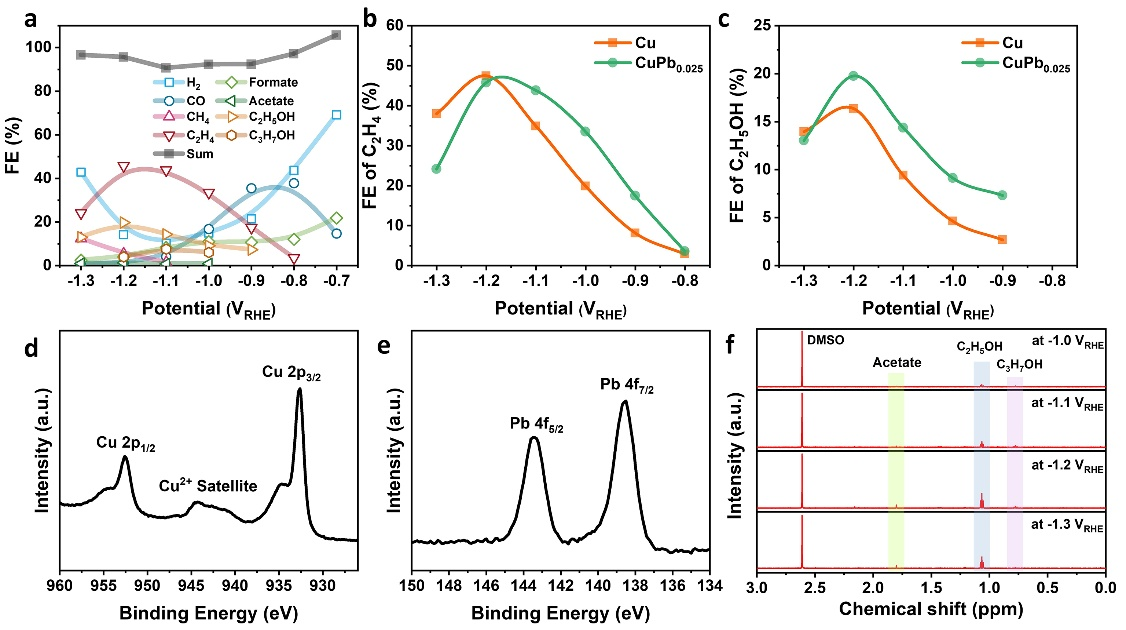 a
FE (%)
100
80
60
40
20
0
H2
CO
CH4
C2H4
Sum
Formate
Acetate
C2H5OH
C3H7OH
-1.3 -1.2 -1.1 -1.0 -0.9 -0.8 -0.7
Potential (VRHE)
b
FE of C2H4 (%)
60
50
40
30
20
10
0
Cu
CuPb0.025
-1.3 -1.2 -1.1 -1.0 -0.9 -0.8
Potential (VRHE)
c
FE of C2H5OH (%)
25
20
15
10
5
0
Cu
CuPb0.025
-1.3 -1.2 -1.1 -1.0 -0.9 -0.8
Potential (VRHE)
d
Intensity (a.u.)
Cu 2p3/2
Cu 2p1/2
Cu2+ Satellite
960 955 950 945 940 935 930
Binding Energy (eV)
e
Intensity (a.u.)
Pb 4f7/2
Pb 4f5/2
150 148 146 144 142 140 138 136 134
Binding Energy (eV)
f
Intensity (a.u.)
DMSO
Acetate
C2H5OH
C3H7OH
at -1.0 VRHE
at -1.1 VRHE
at -1.2 VRHE
at -1.3 VRHE
3.0 2.5 2.0 1.5 1.0 0.5 0.0
Chemical shift (ppm)